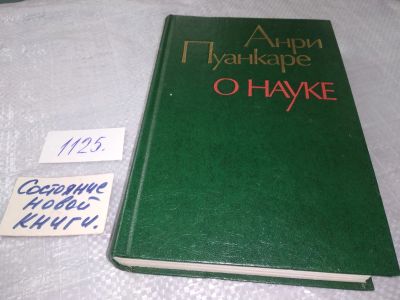 Анри
Пуанкаре
О НАУКЕ
1125.
Состояние
новой
книги.